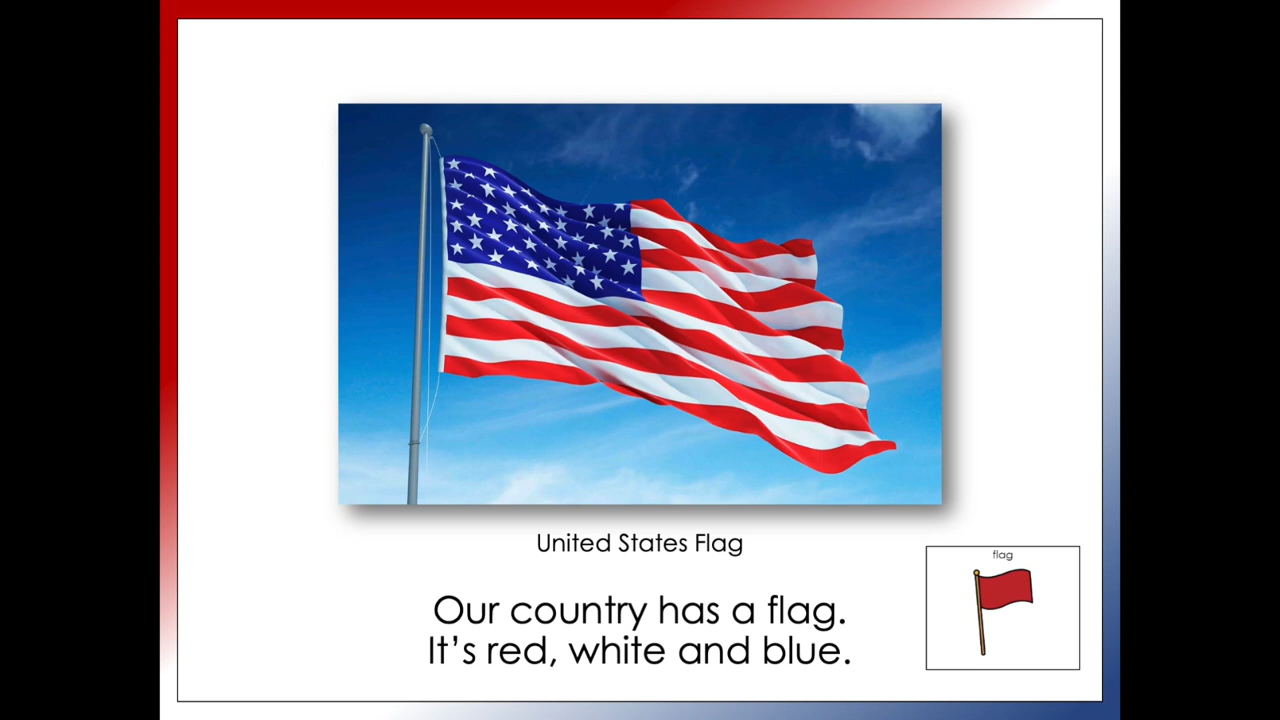 United States Flag
flag
Our country has a flag.
It's red, white and blue.